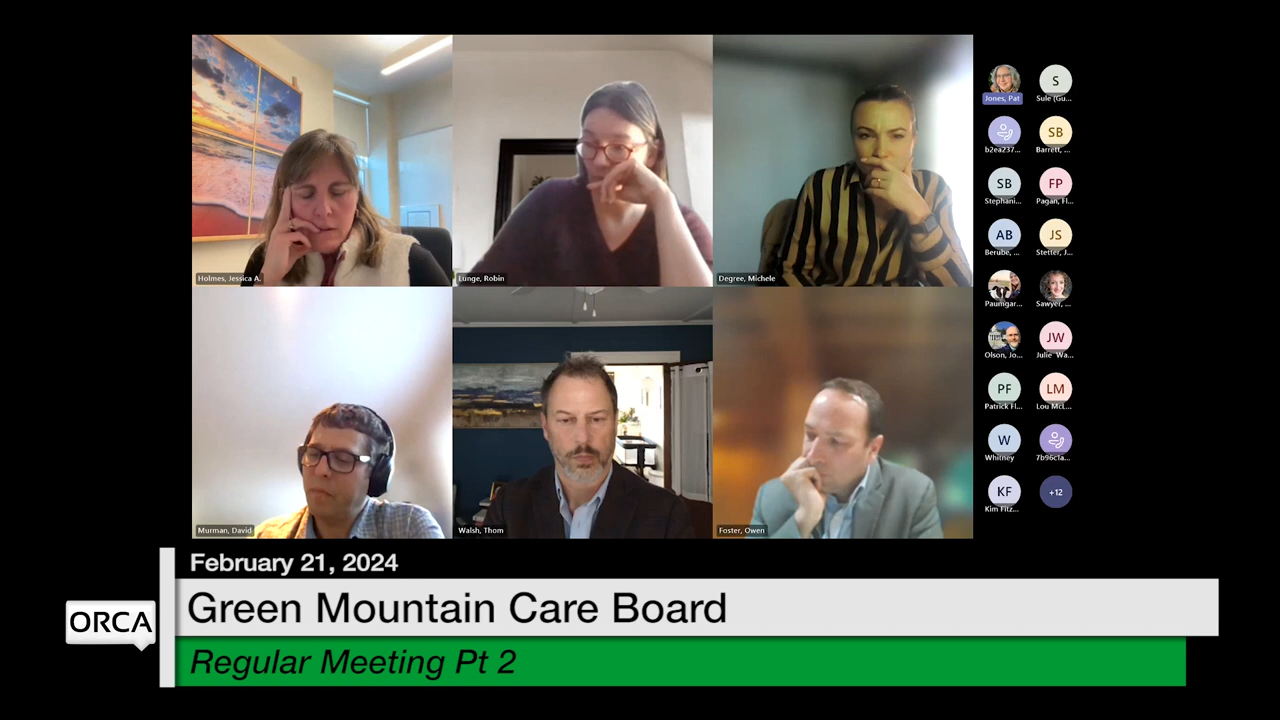 Holmes, Jessica A.
Lunge, Robin
Degree, Michele
Murman, David
Walsh, Thom
Foster, Owen
Jones, Pat
S
Sule (Gu...
b2ea237...
SB
Barrett, ...
SB
Stephani...
FP
Pagan, Fl...
AB
Berube, ...
JS
Stetter, J...
Paumgar...
Sawyer, ...
Olson, Jo...
JW
Julie Wa...
PF
Patrick Fl...
LM
Lou McL...
W
Whitney
7b96c1a...
KF
Kim Fitz...
+12
February 21, 2024
ORCA
Green Mountain Care Board
Regular Meeting Pt 2